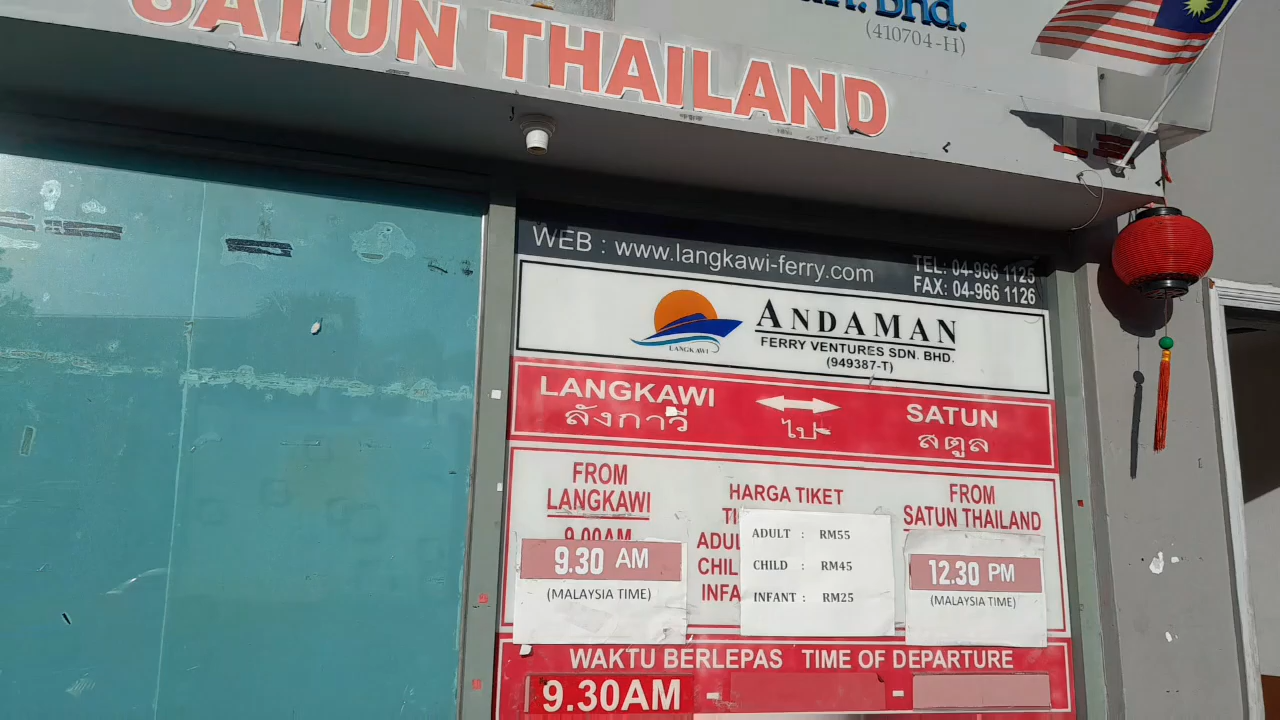 SATUN THAILAND
Bhd.
(410704-H)
WEB : www.langkawi-ferry.com
TEL: 04-966 1125
FAX: 04-966 1126
LANGKAWI
ANDAMAN
FERRY VENTURES SDN. BHD.
(949387-T)
LANGKAWI
ลังกาวี
ไป
SATUN
สตูล
FROM
LANGKAWI
9.00AM
9.30 AM
(MALAYSIA TIME)
HARGA TIKET
ADULT : RM55
CHILD : RM45
INFANT : RM25
FROM
SATUN THAILAND
12.30 PM
(MALAYSIA TIME)
WAKTU BERLEPAS TIME OF DEPARTURE
9.30AM - -